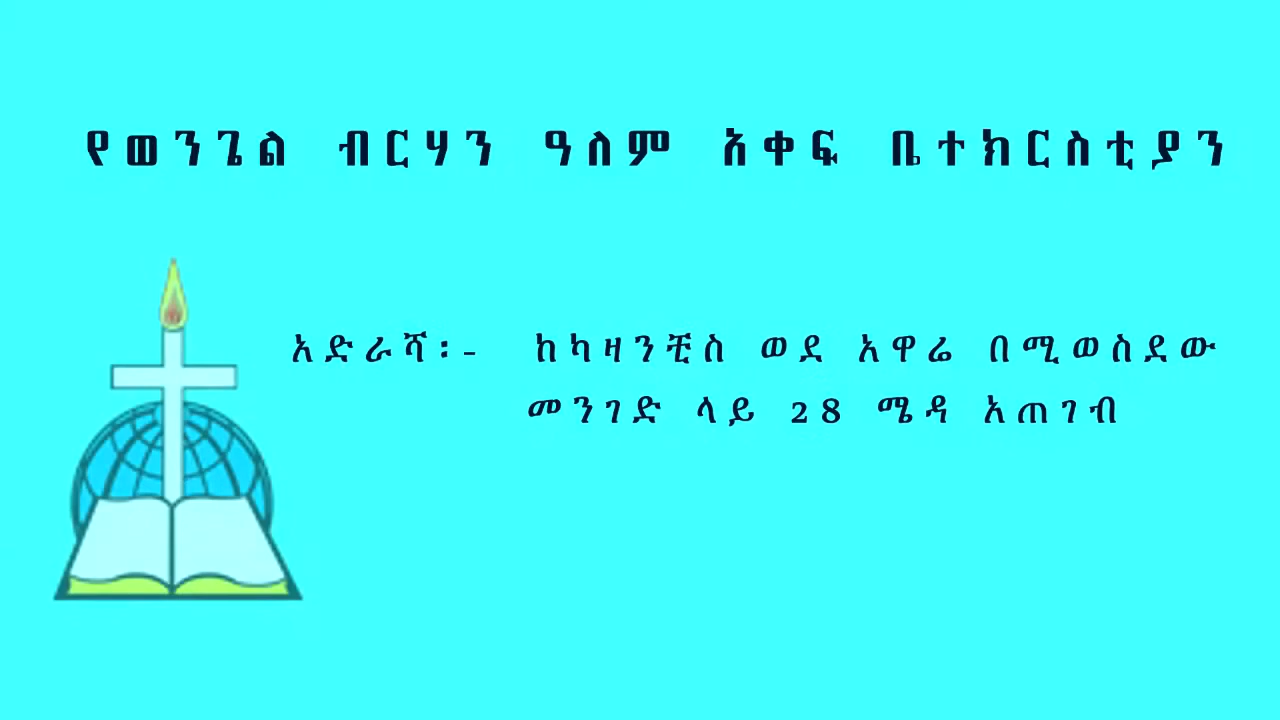 የወንጌል ብርሃን ዓለም አቀፍ ቤተክርስቲያን
አድራሻ፡- ከካዛንቺስ ወደ አዋሬ በሚወስደው
መንገድ ላይ 28 ሜዳ አጠገብ